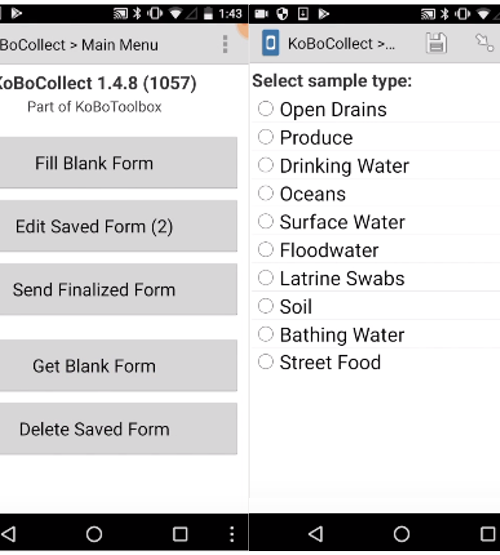 1:43
BoCollect > Main Menu
KoBoCollect 1.4.8 (1057)
Part of KoBoToolbox
Fill Blank Form
Edit Saved Form (2)
Send Finalized Form
Get Blank Form
Delete Saved Form
KoBoCollect >...
Select sample type:
Open Drains
Produce
Drinking Water
Oceans
Surface Water
Floodwater
Latrine Swabs
Soil
Bathing Water
Street Food